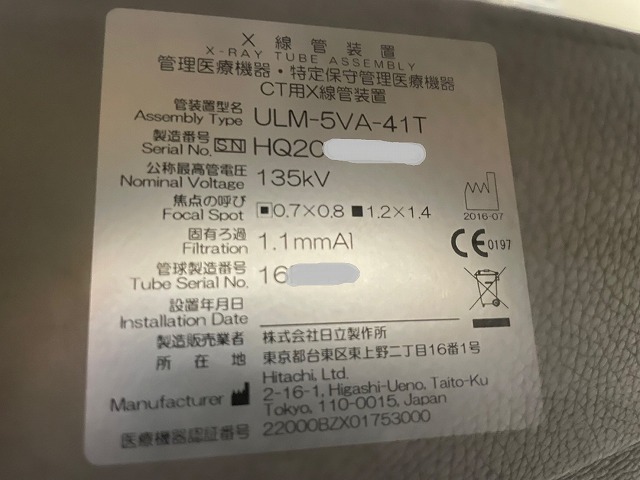 X 線 管 装 置
X-RAY TUBE ASSEMBLY
管理医療機器・特定保守管理医療機器
CT用X線管装置
管装置型名
Assembly Type ULM-5VA-41T
製造番号
Serial No. SN HQ20
公称最高管電圧
Nominal Voltage 135kV
焦点の呼び
Focal Spot 0.7×0.8 1.2×1.4
2016-07
固有ろ過
Filtration 1.1mmAl
CE0197
管球製造番号
Tube Serial No. 16
設置年月日
Installation Date
製造販売業者 株式会社日立製作所
所 在 地 東京都台東区東上野二丁目16番1号
Hitachi, Ltd.
Manufacturer 2-16-1, Higashi-Ueno, Taito-Ku
Tokyo, 110-0015, Japan
医療機器認証番号 22000BZX01753000